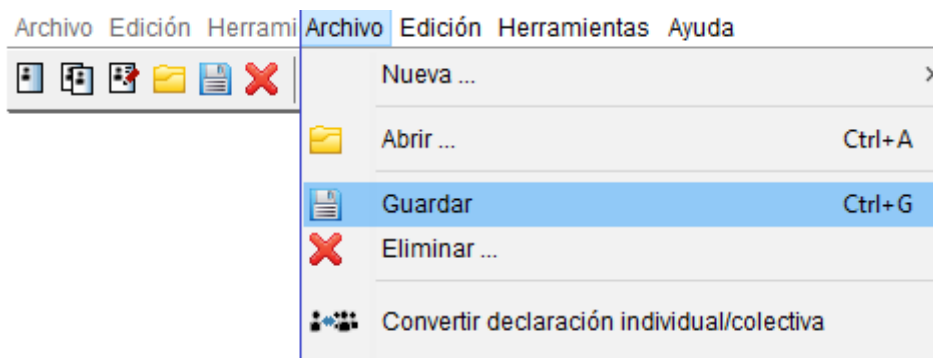 Archivo Edición Herrami
Archivo Edición Herramientas Ayuda
Nueva ...
Abrir ... Ctrl+A
Guardar Ctrl+G
Eliminar ...
Convertir declaración individual/colectiva